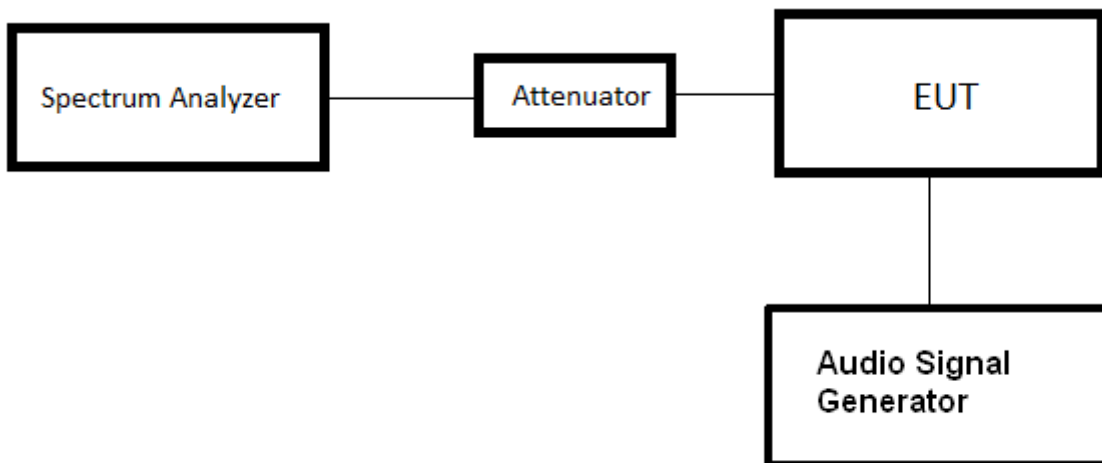 Spectrum Analyzer
Attenuator
EUT
Audio Signal
Generator